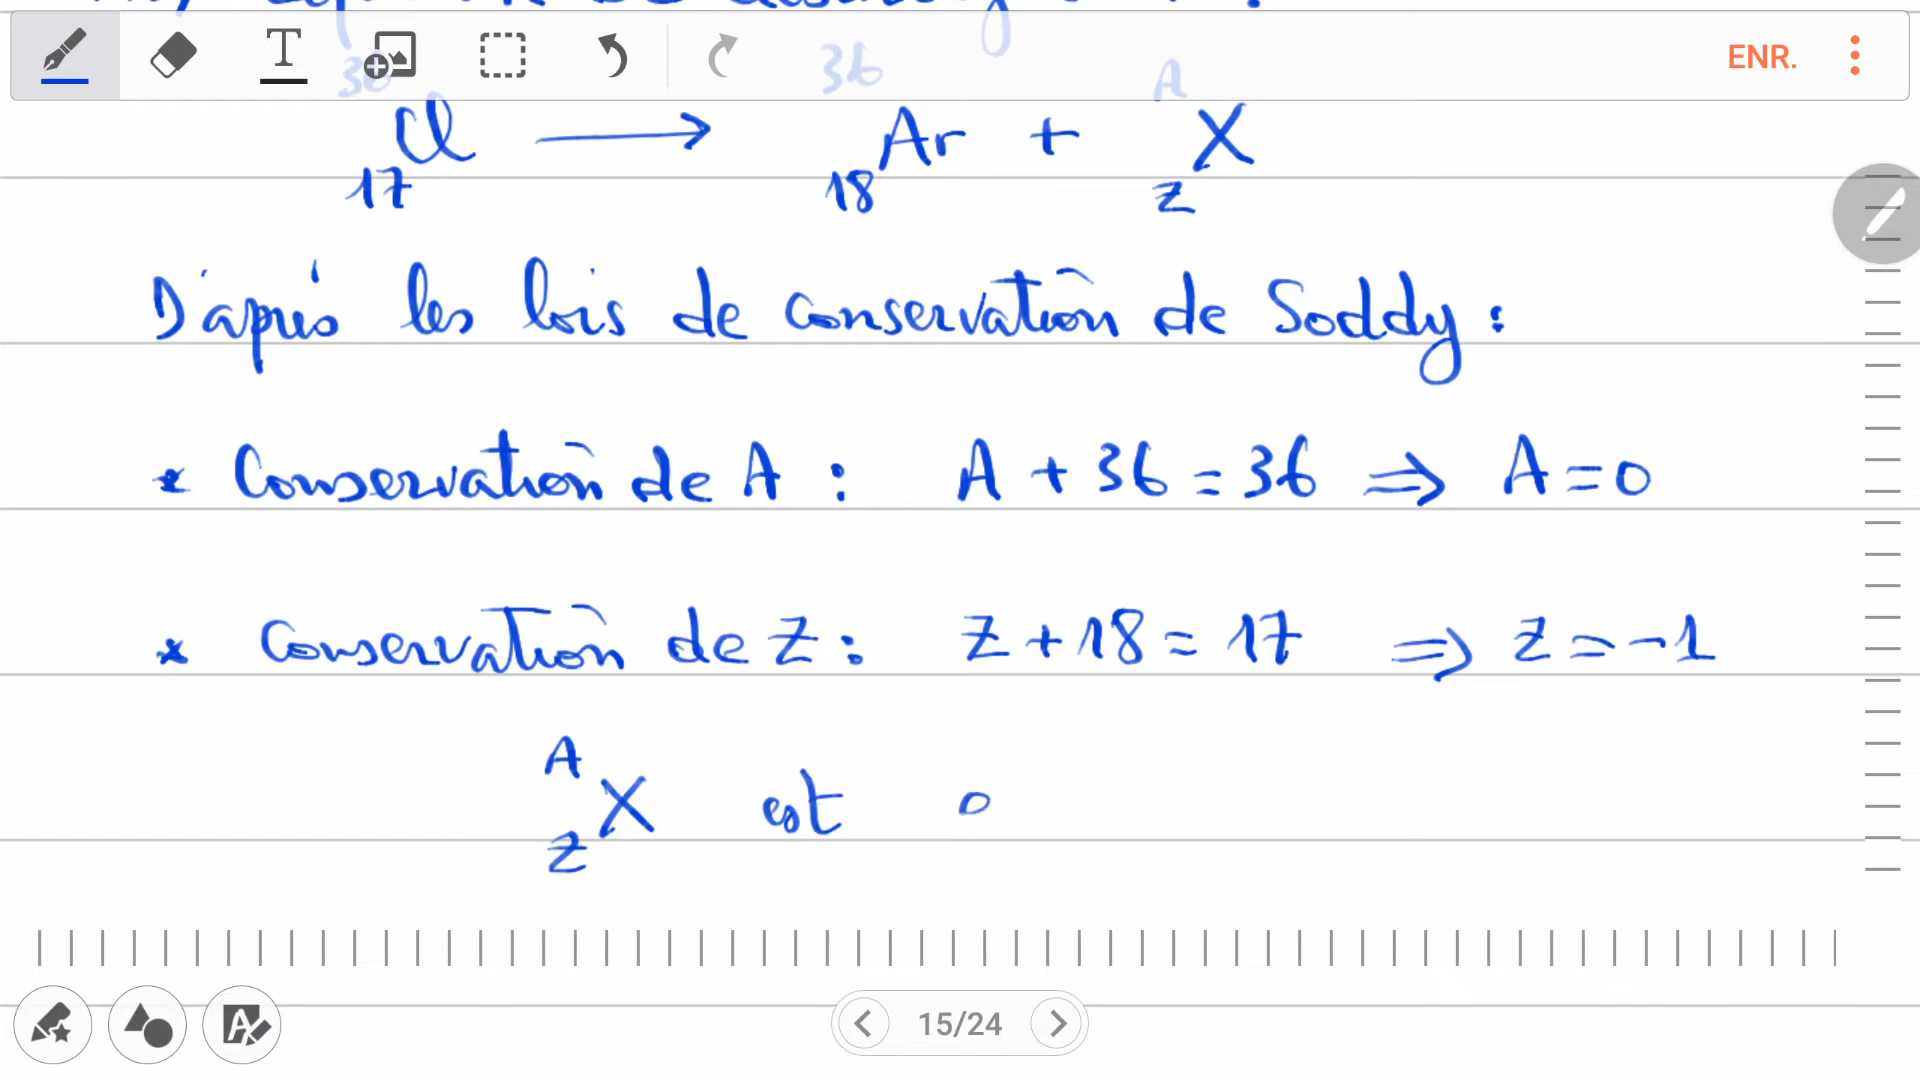 ENR.
36 36 A
Cl ⟶ Ar + X
17 18 Z
D'après les lois de conservation de Soddy :
* Conservation de A : A + 36 = 36 ⇒ A = 0
* Conservation de Z : Z + 18 = 17 ⇒ Z = -1
A
X est 0
Z
15/24